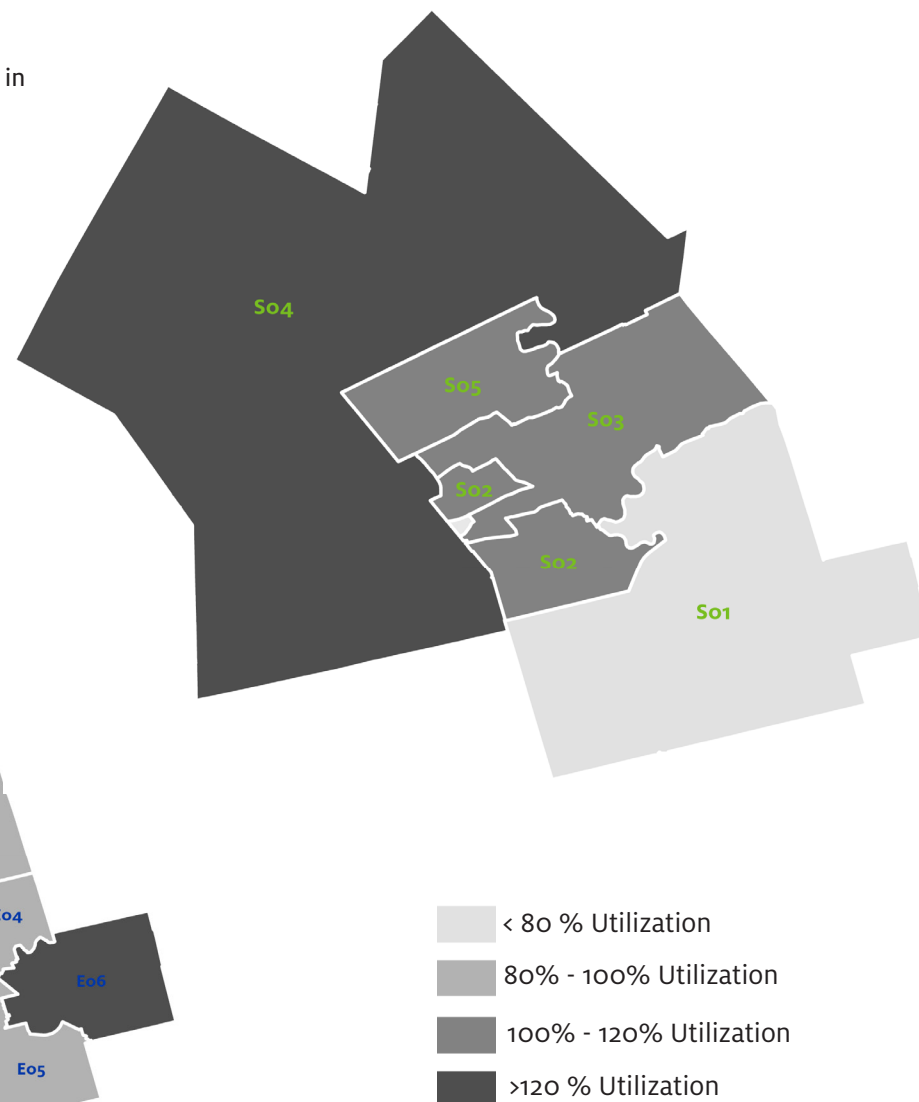 in
S04
S05
S03
S02
S02
S01
E04
E06
E05
< 80 % Utilization
80% - 100% Utilization
100% - 120% Utilization
>120 % Utilization